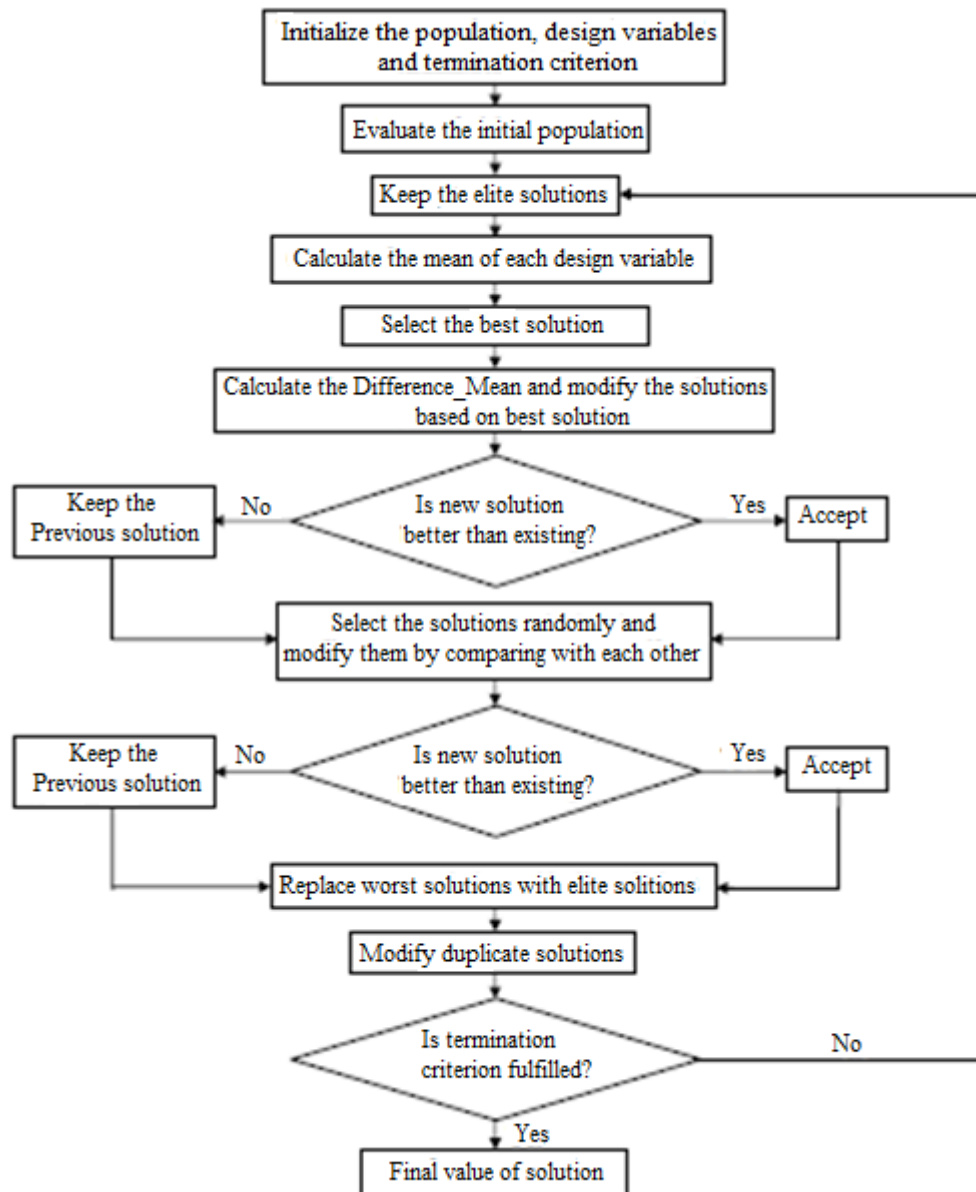 Initialize the population, design variables
and termination criterion
Evaluate the initial population
Keep the elite solutions
Calculate the mean of each design variable
Select the best solution
Calculate the Difference_Mean and modify the solutions
based on best solution
Is new solution
better than existing?
No
Keep the
Previous solution
Yes
Accept
Select the solutions randomly and
modify them by comparing with each other
Is new solution
better than existing?
No
Keep the
Previous solution
Yes
Accept
Replace worst solutions with elite solitions
Modify duplicate solutions
Is termination
criterion fulfilled?
No
Yes
Final value of solution